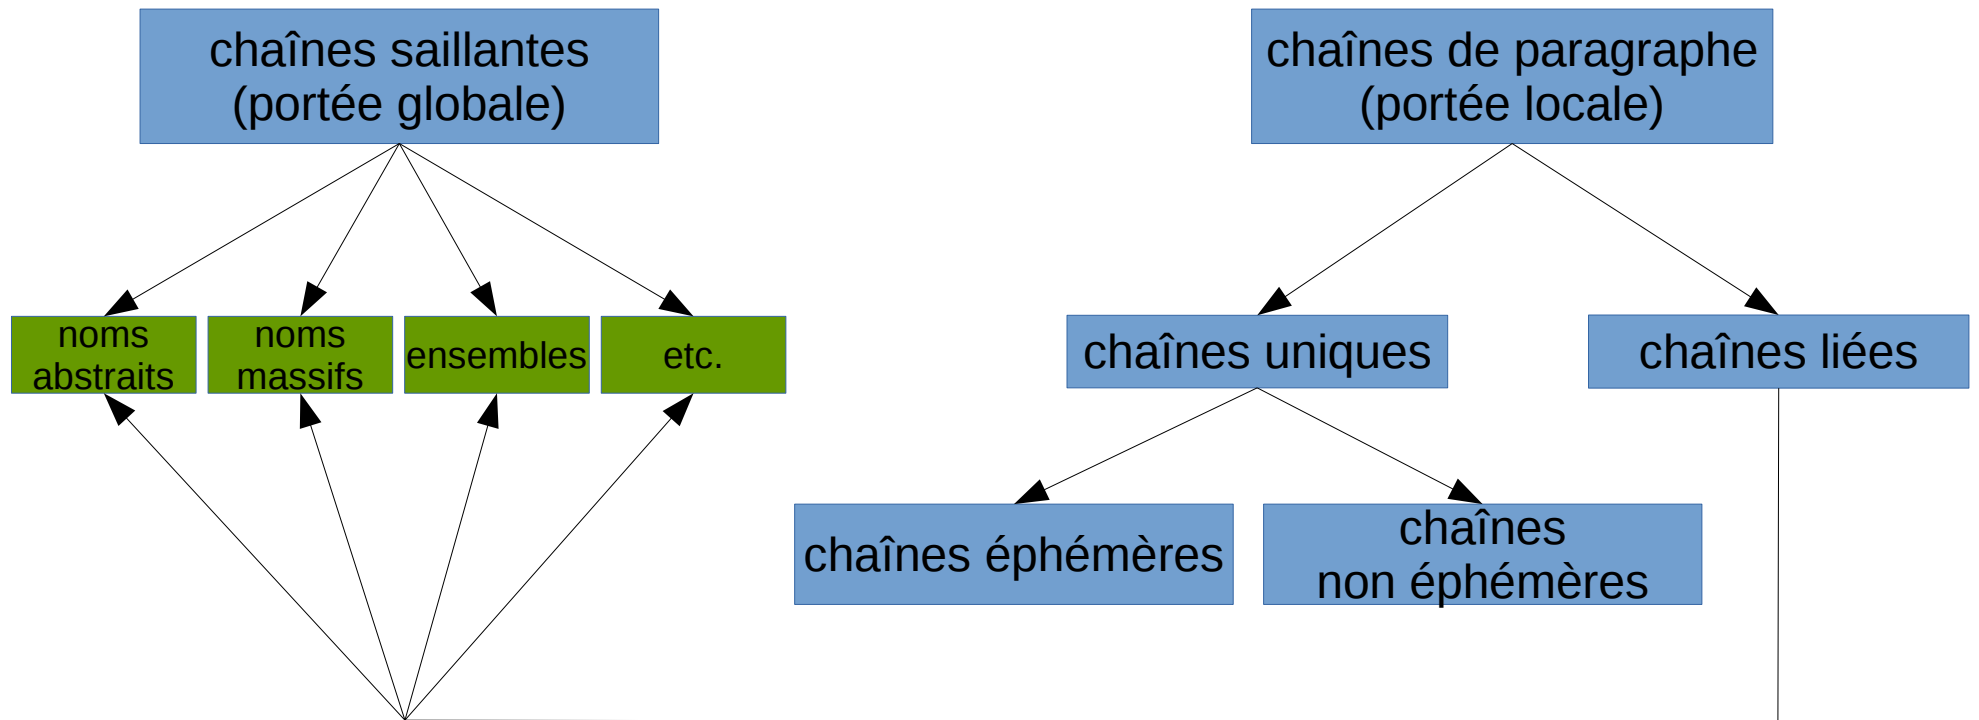 chaînes saillantes
(portée globale)
chaînes de paragraphe
(portée locale)
noms
abstraits
noms
massifs
ensembles
etc.
chaînes uniques
chaînes liées
chaînes éphémères
chaînes
non éphémères